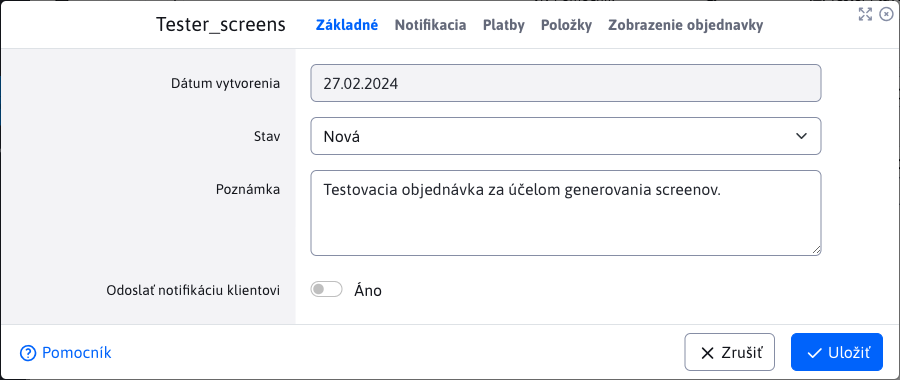 Tester_screens Základné Notifikacia Platby Položky Zobrazenie objednavky
Dátum vytvorenia 27.02.2024
Stav Nová
Poznámka Testovacia objednávka za účelom generovania screenov.
Odoslať notifikáciu klientovi Áno
Pomocník Zrušiť Uložiť